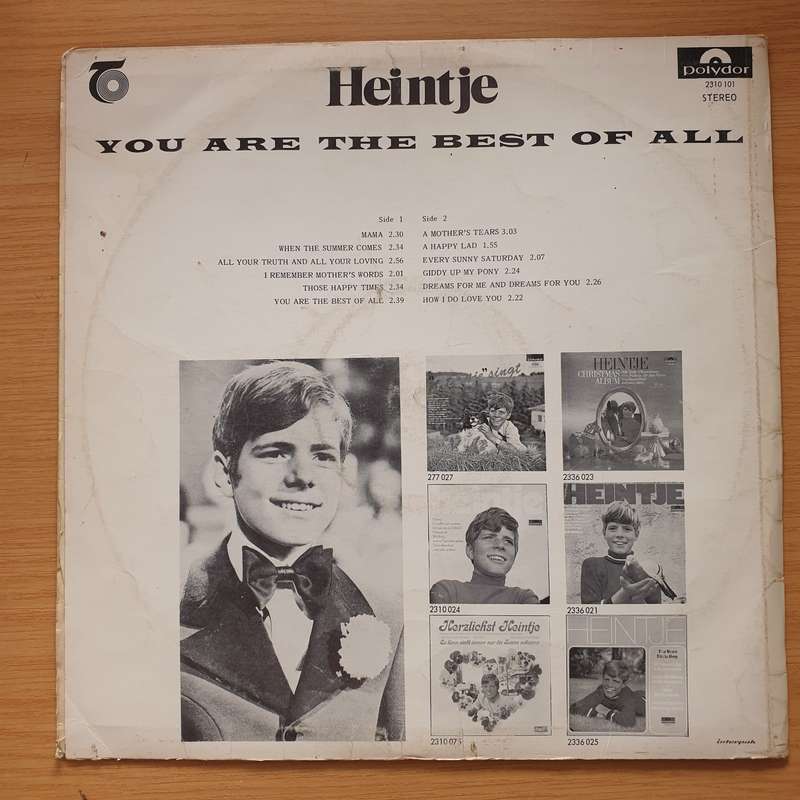 Heintje
polydor
2310 101
STEREO
YOU ARE THE BEST OF ALL
Side 1
MAMA 2.30
WHEN THE SUMMER COMES 2.34
ALL YOUR TRUTH AND ALL YOUR LOVING 2.56
I REMEMBER MOTHER'S WORDS 2.01
THOSE HAPPY TIMES 2.34
YOU ARE THE BEST OF ALL 2.39
Side 2
A MOTHER'S TEARS 3.03
A HAPPY LAD 1.55
EVERY SUNNY SATURDAY 2.07
GIDDY UP MY PONY 2.24
DREAMS FOR ME AND DREAMS FOR YOU 2.26
HOW I DO LOVE YOU 2.22
singt
277 027
HEINTJE
CHRISTMAS
ALBUM
2336 023
Heintje
2310 024
HEINTJE
2336 021
Herzlichst Heintje
2310 075
HEINTJE
2336 025
interpak